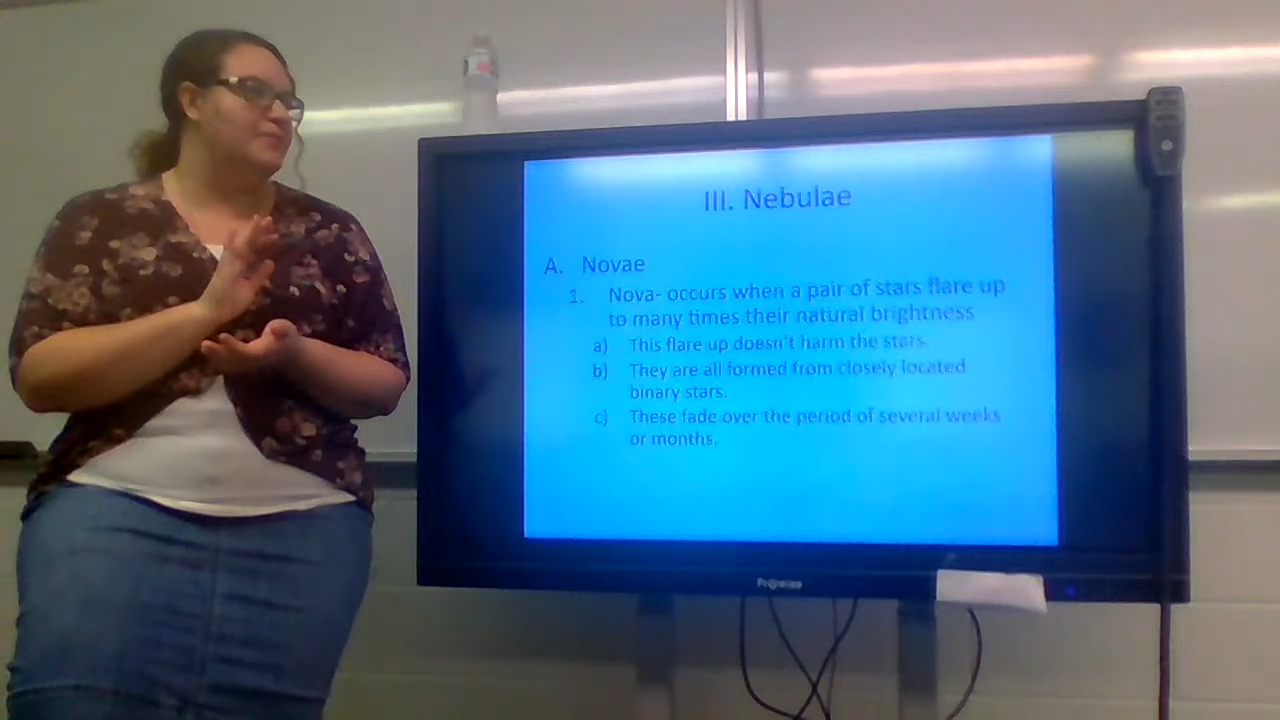 III. Nebulae
A. Novae
1. Nova- occurs when a pair of stars flare up
to many times their natural brightness
a) This flare up doesn't harm the stars.
b) They are all formed from closely located
binary stars.
c) These fade over the period of several weeks
or months.
Prowise